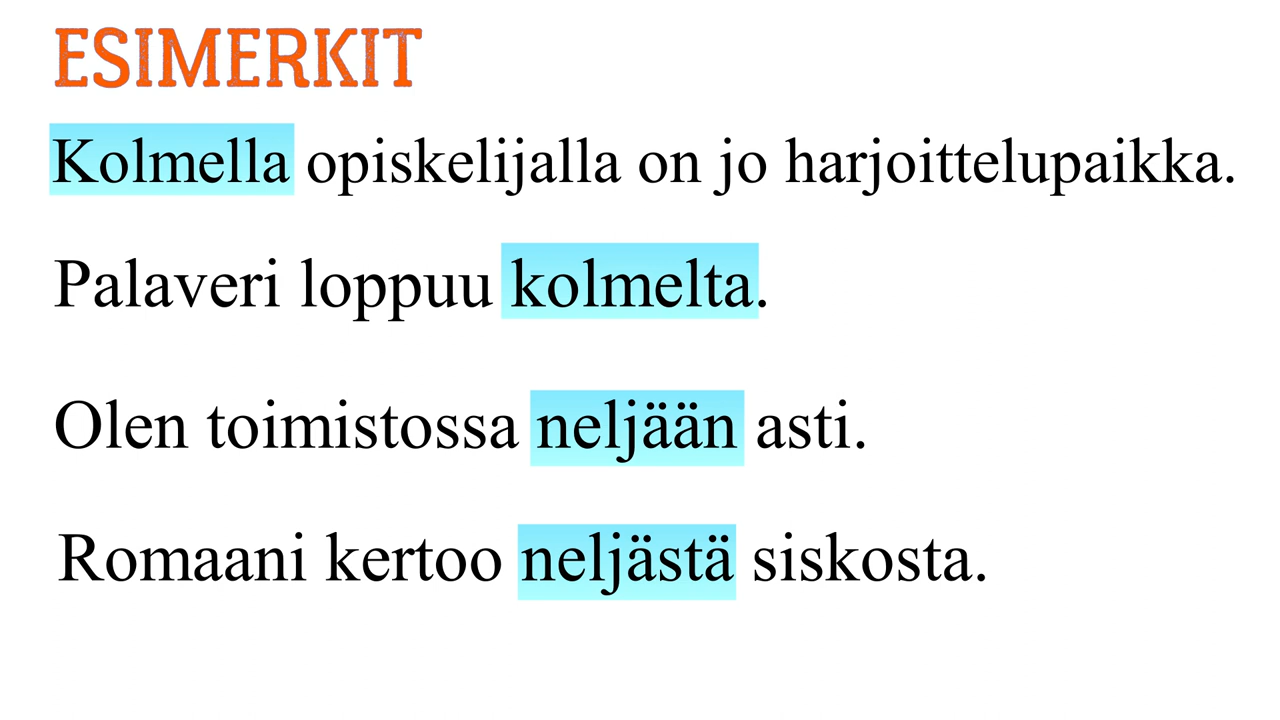 ESIMERKIT
Kolmella opiskelijalla on jo harjoittelupaikka.
Palaveri loppuu kolmelta.
Olen toimistossa neljään asti.
Romaani kertoo neljästä siskosta.